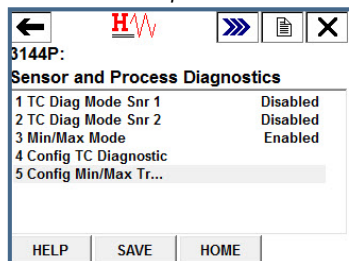 H
3144P:
Sensor and Process Diagnostics
1 TC Diag Mode Snr 1 Disabled
2 TC Diag Mode Snr 2 Disabled
3 Min/Max Mode Enabled
4 Config TC Diagnostic
5 Config Min/Max Tr...
HELP SAVE HOME